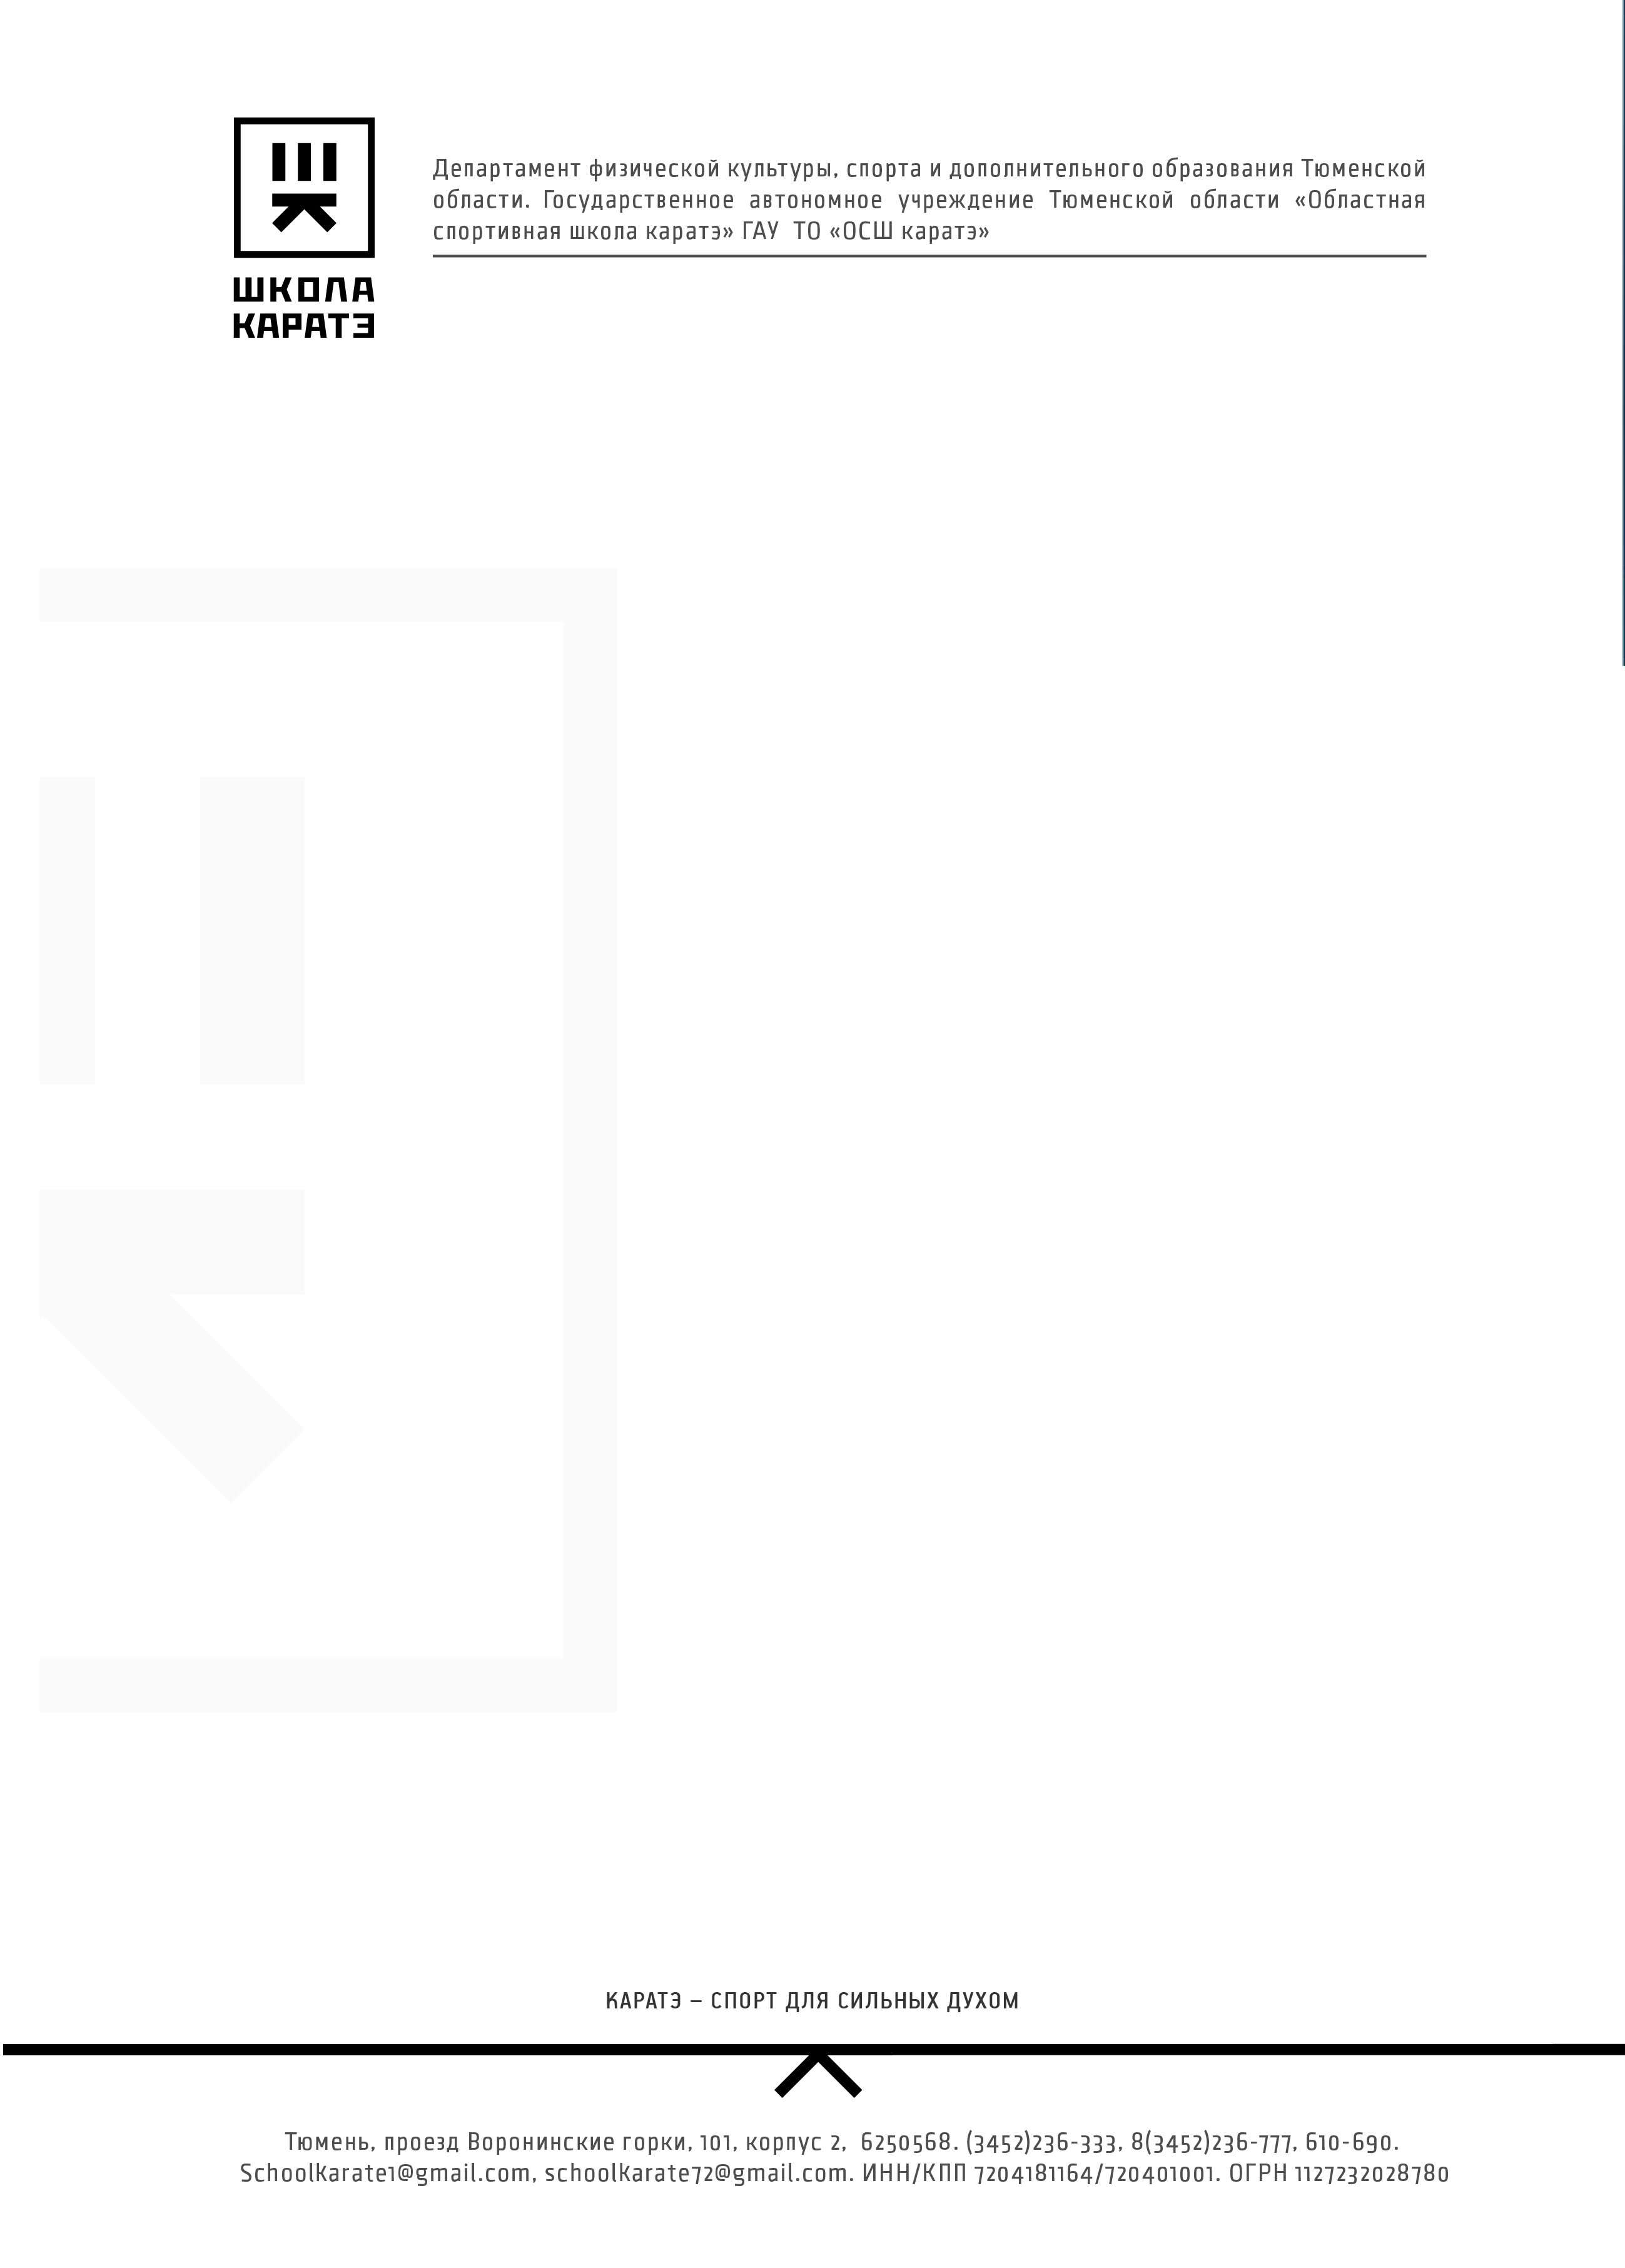 Департамент физической культуры, спорта и дополнительного образования Тюменской
области. Государственное автономное учреждение Тюменской области «Областная
спортивная школа каратэ» ГАУ ТО «ОСШ каратэ»
ШКОЛА
КАРАТЭ
КАРАТЭ – СПОРТ ДЛЯ СИЛЬНЫХ ДУХОМ
Тюмень, проезд Воронинские горки, 101, корпус 2, 6250568. (3452)236-333, 8(3452)236-777, 610-690.
SchoolKarate1@gmail.com, schoolkarate72@gmail.com. ИНН/КПП 7204181164/720401001. ОГРН 1127232028780